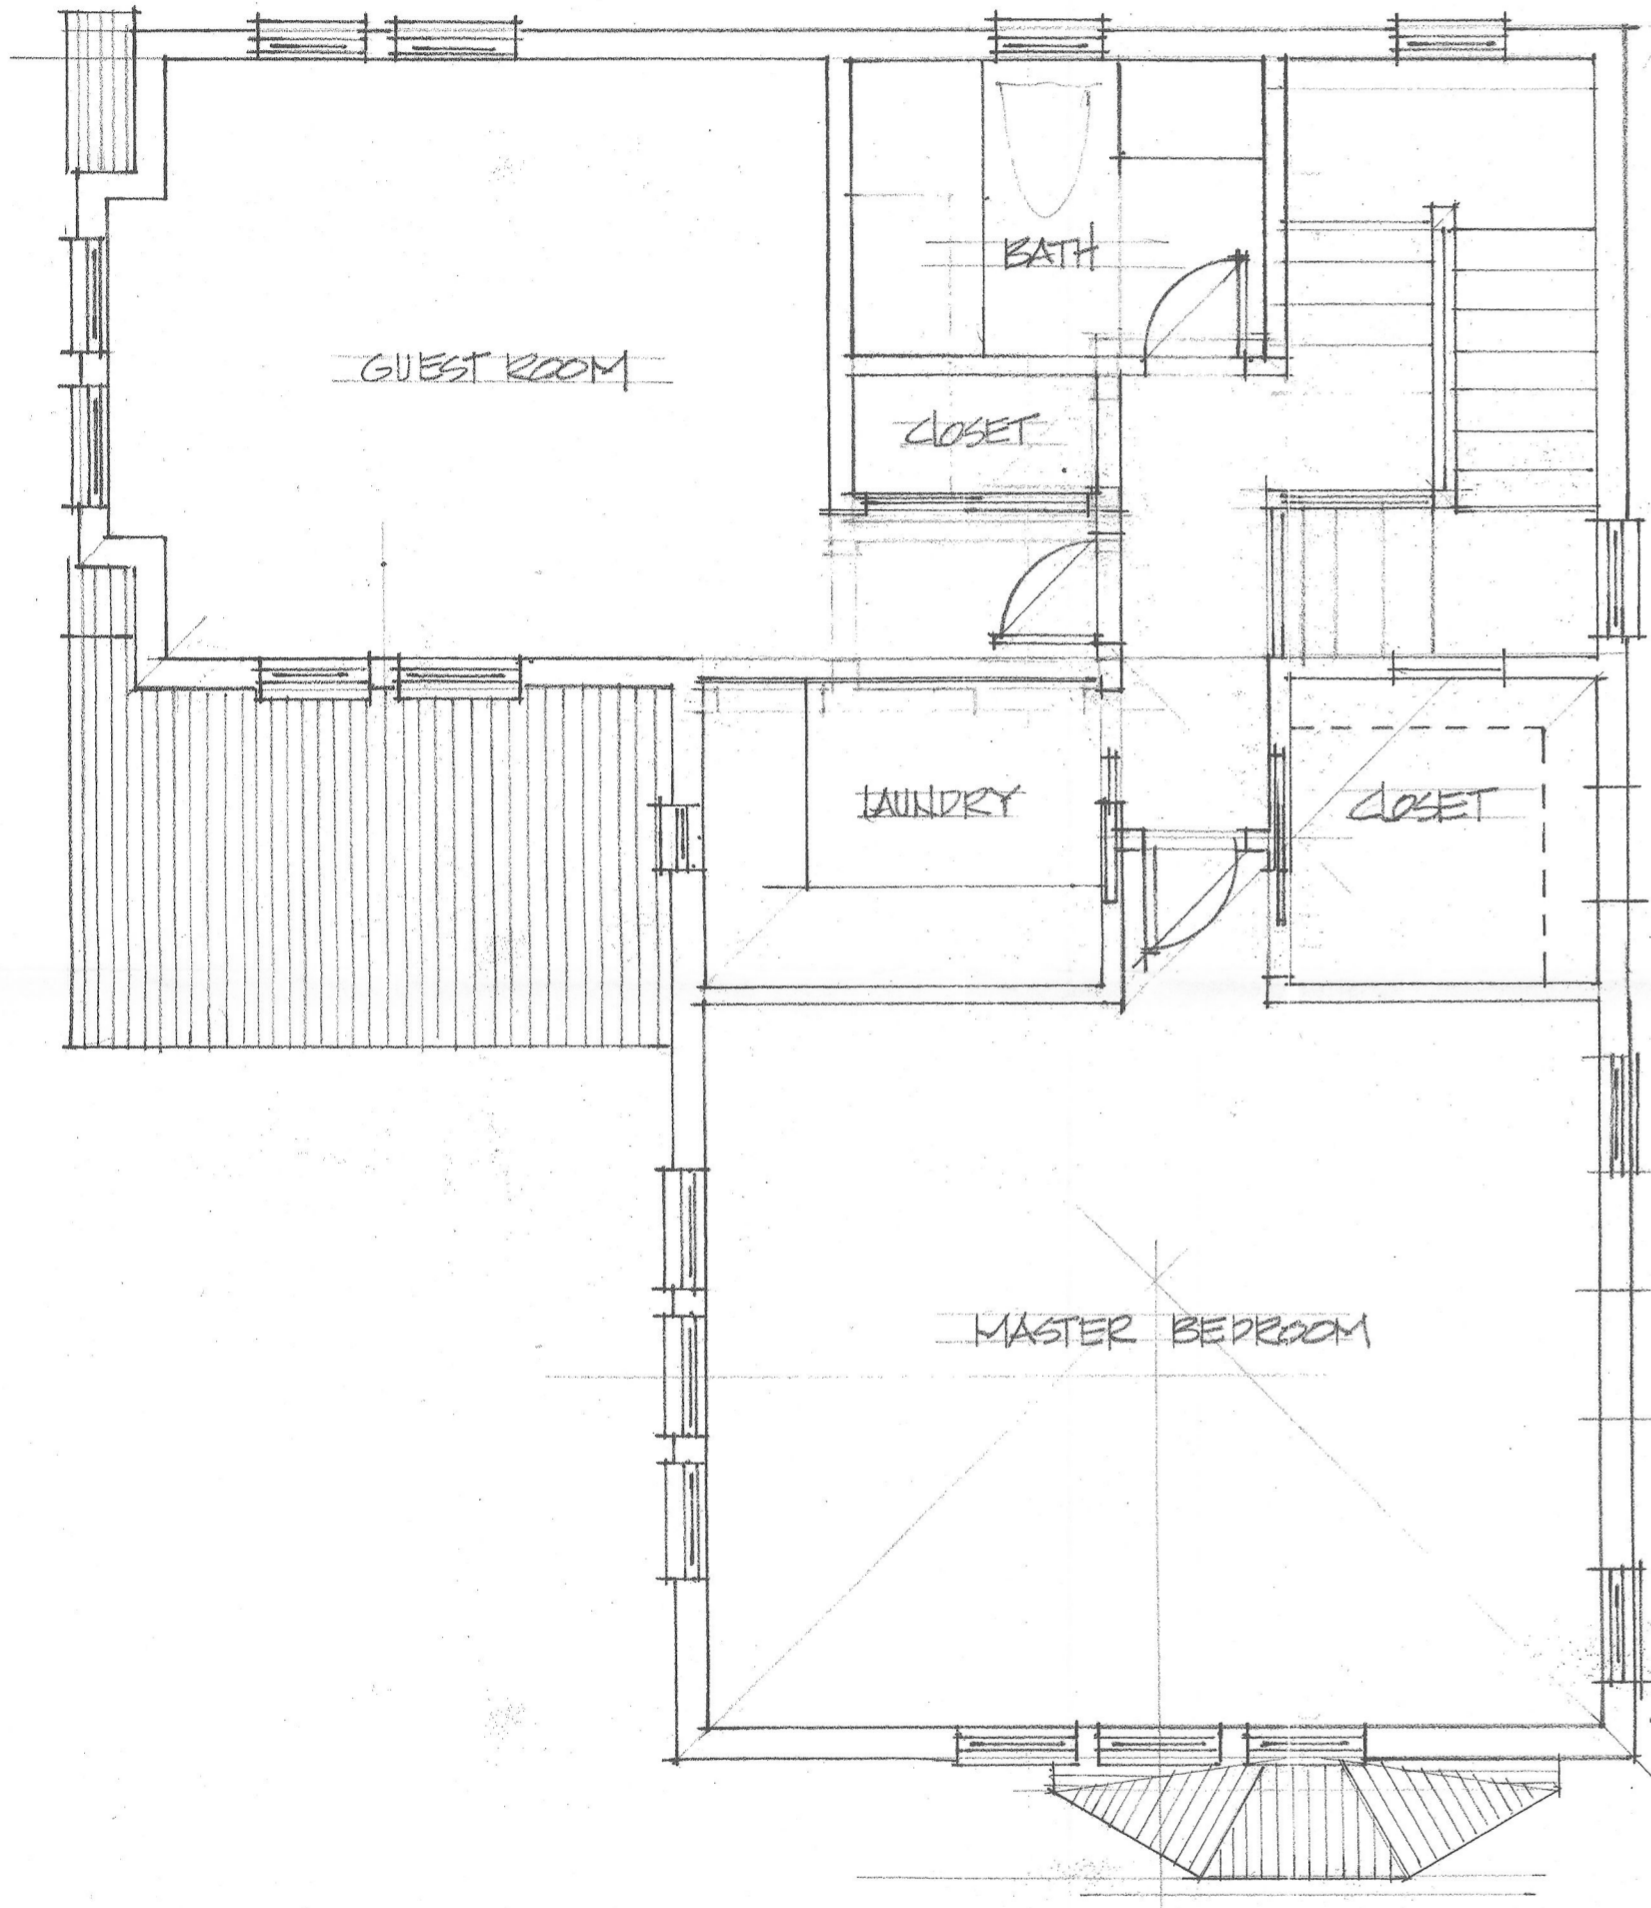 BATH
GUEST ROOM
CLOSET
LAUNDRY
CLOSET
MASTER BEDROOM